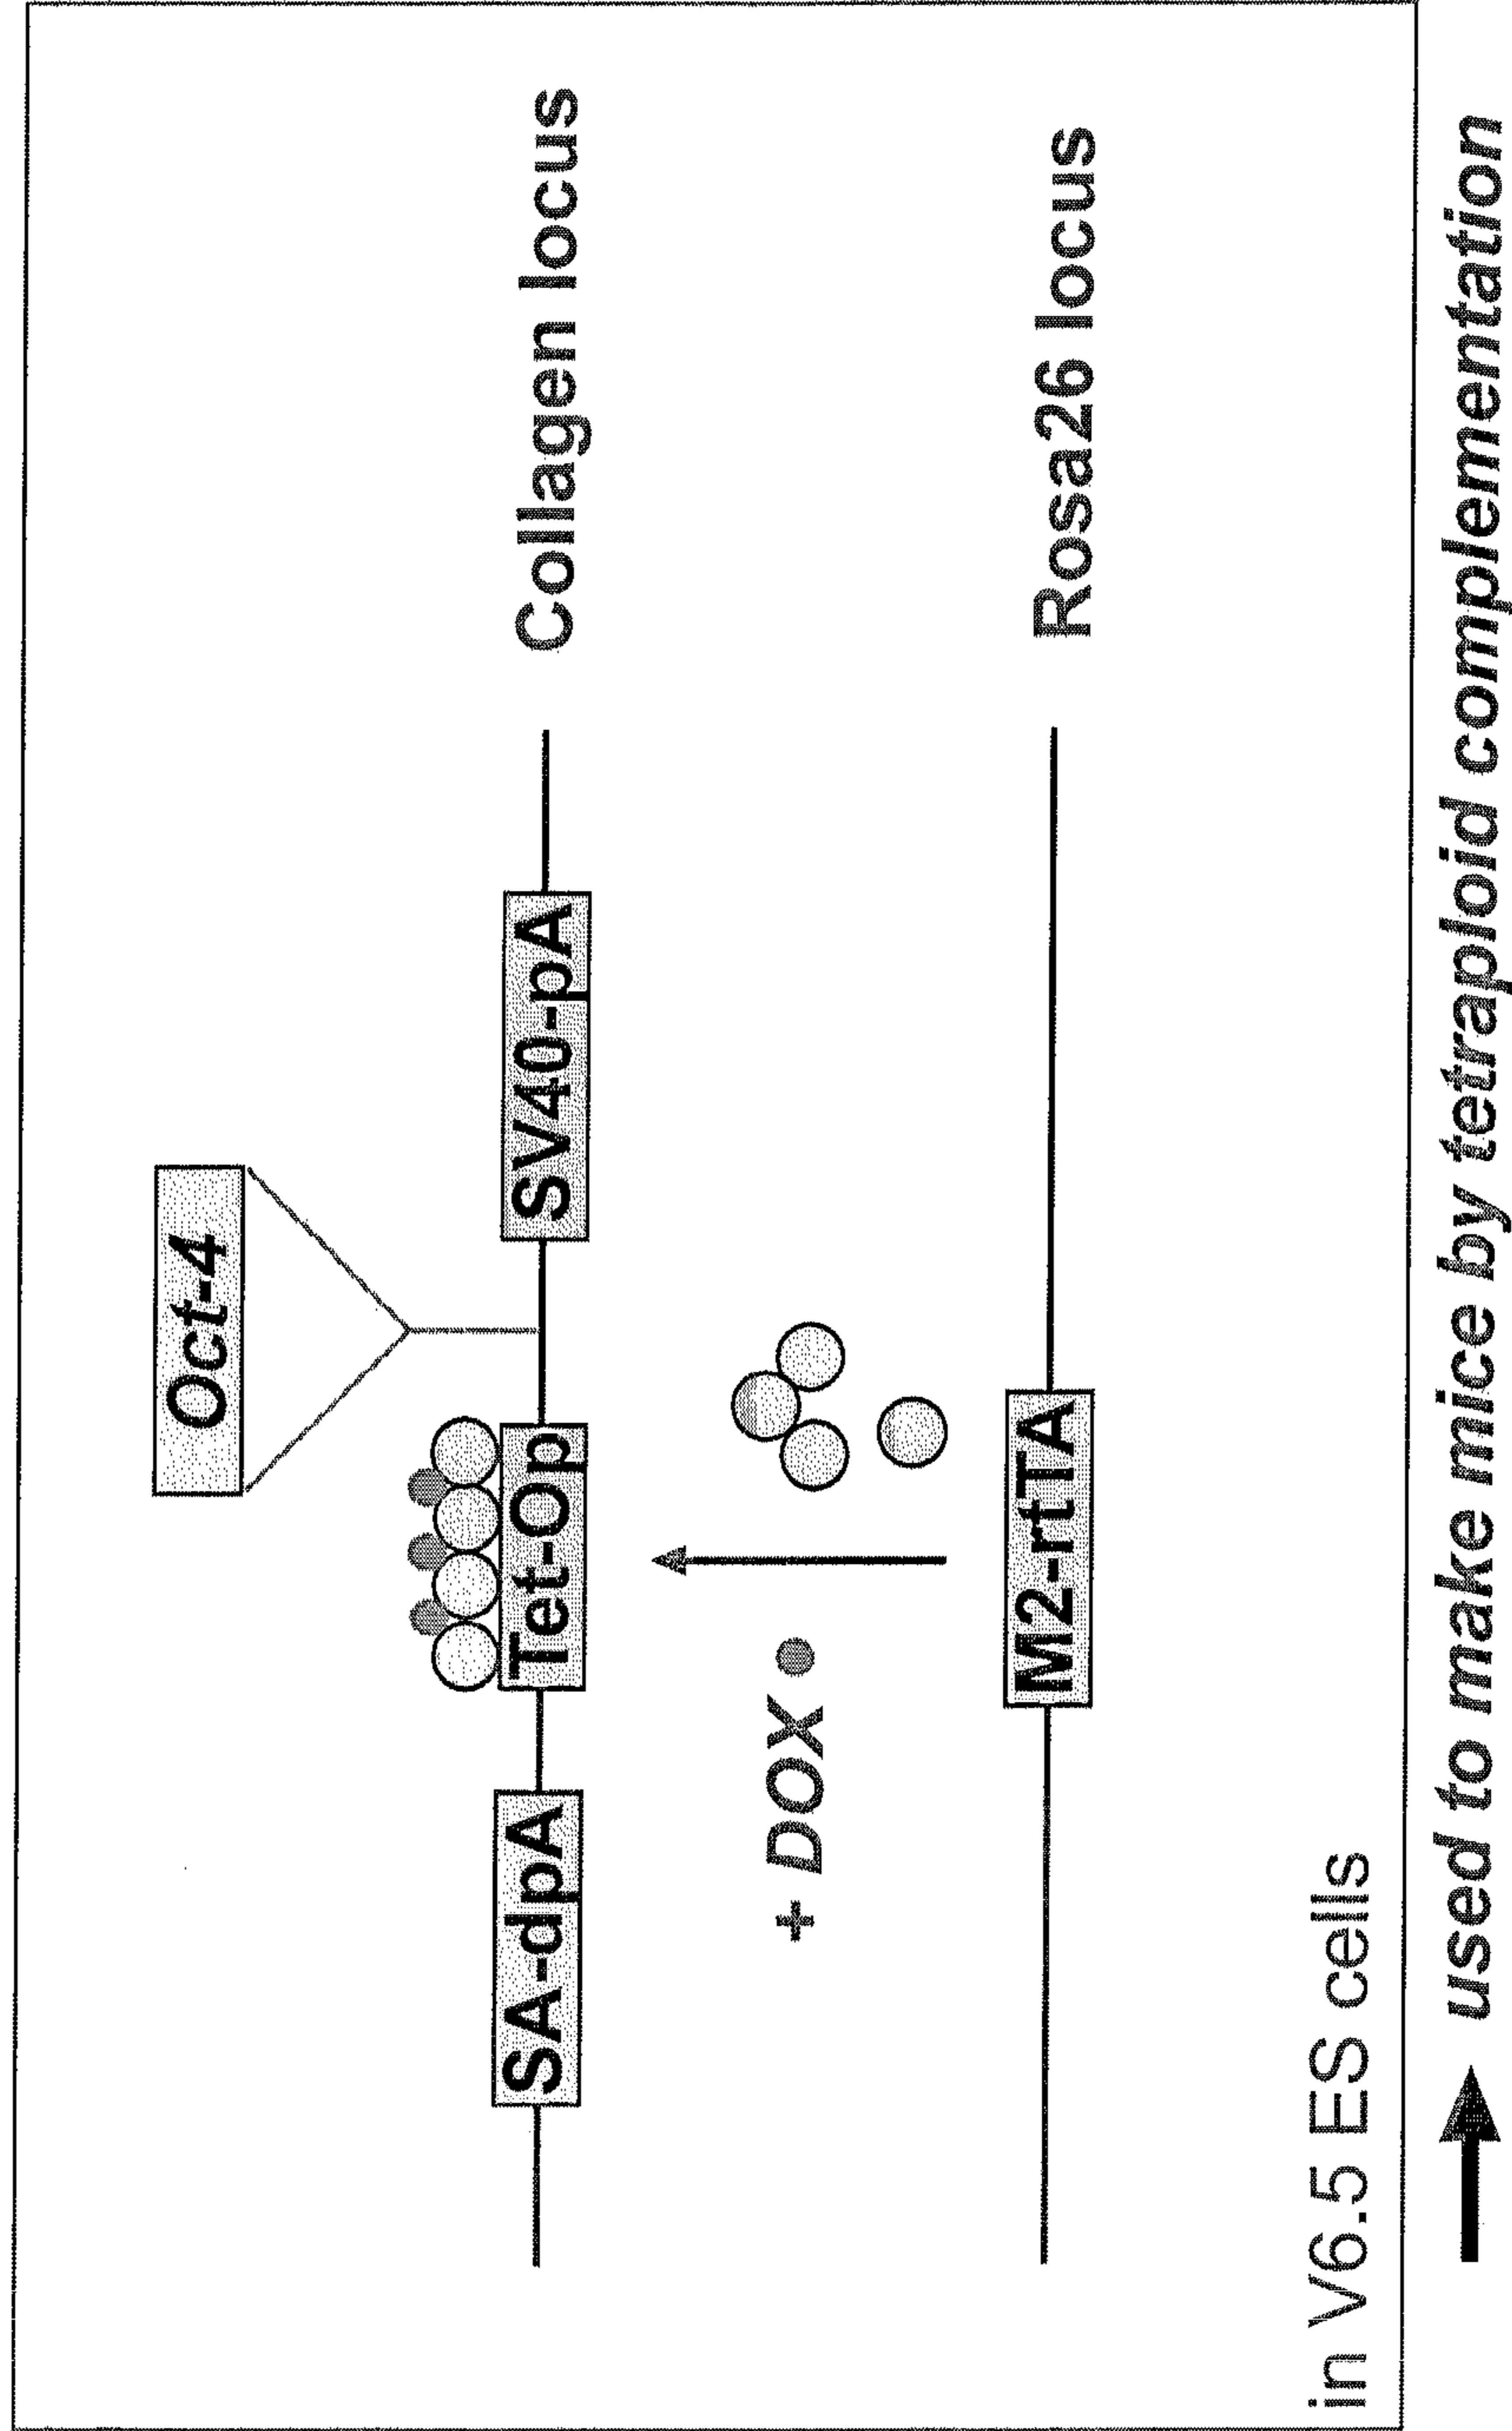 Oct-4
SA-dpA Tet-Op SV40-pA Collagen locus
+ DOX
M2-rtTA Rosa26 locus
in V6.5 ES cells
used to make mice by tetraploid complementation